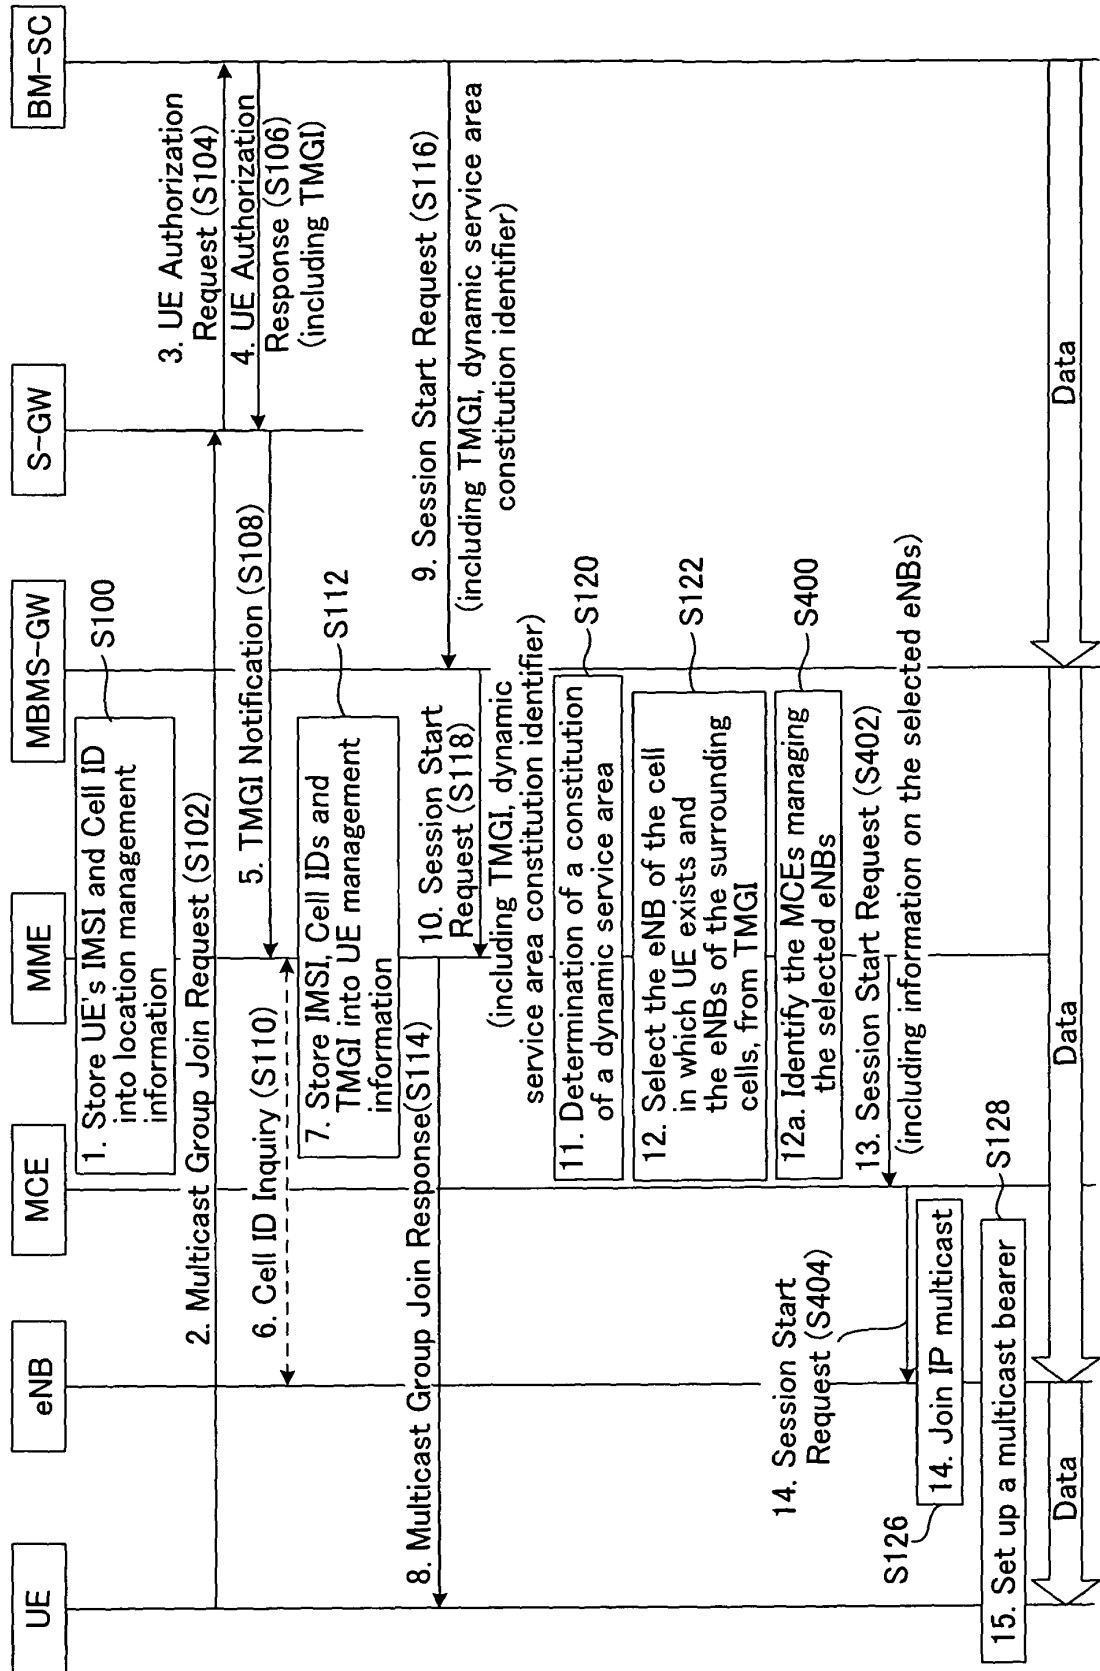 UE
eNB
MCE
MME
MBMS-GW
S-GW
BM-SC
1. Store UE's IMSI and Cell ID
into location management
information
S100
2. Multicast Group Join Request (S102)
3. UE Authorization
Request (S104)
4. UE Authorization
Response (S106)
(including TMGI)
5. TMGI Notification (S108)
6. Cell ID Inquiry (S110)
7. Store IMSI, Cell IDs and
TMGI into UE management
information
S112
8. Multicast Group Join Response(S114)
9. Session Start Request (S116)
(including TMGI, dynamic service area
constitution identifier)
10. Session Start
Request (S118)
(including TMGI, dynamic
service area constitution identifier)
11. Determination of a constitution
of a dynamic service area
S120
12. Select the eNB of the cell
in which UE exists and
the eNBs of the surrounding
cells, from TMGI
S122
12a. Identify the MCEs managing
the selected eNBs
S400
13. Session Start Request (S402)
(including information on the selected eNBs)
14. Session Start
Request (S404)
14. Join IP multicast
S126
15. Set up a multicast bearer
S128
Data
Data
Data